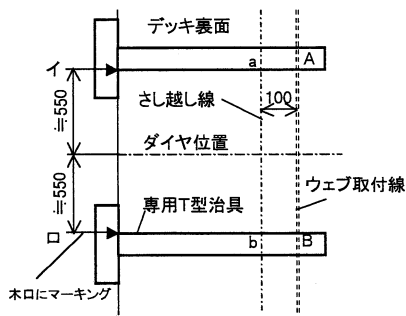 デッキ裏面
イ
a
A
≒550
さし越し線
100
ダイヤ位置
≒550
ウェブ取付線
専用T型治具
ロ
b
B
木口にマーキング